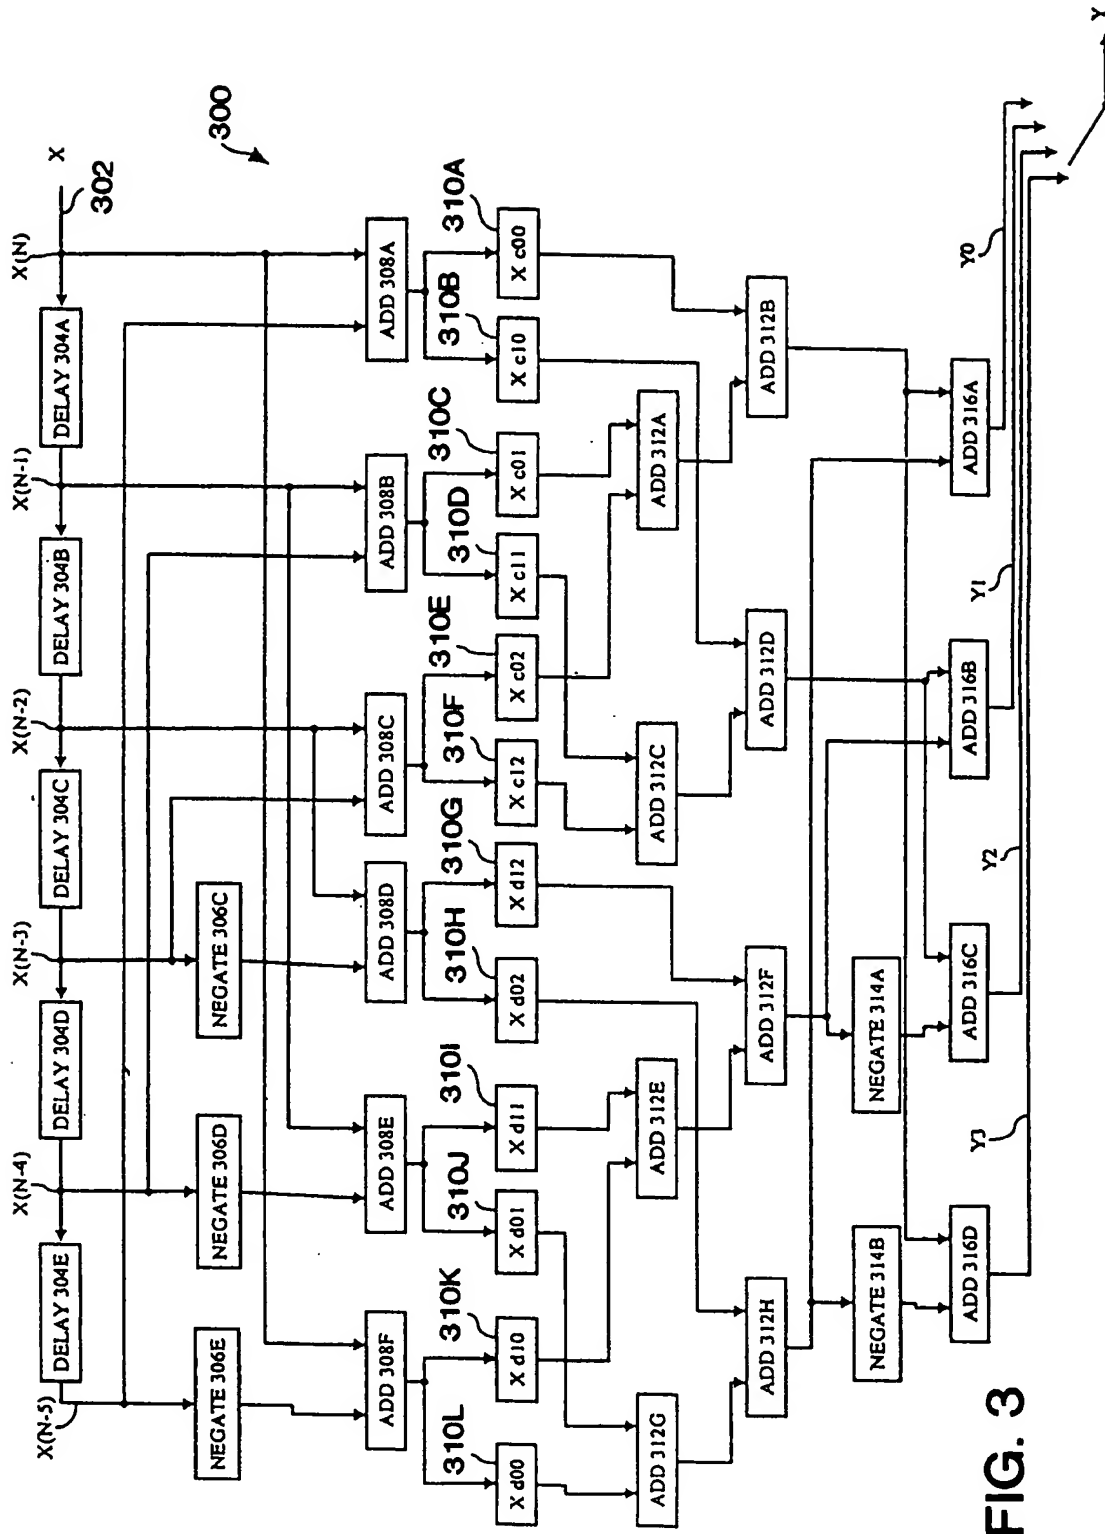 X(N-5)
X(N-4)
X(N-3)
X(N-2)
X(N-1)
X(N)
X
302
300
DELAY 304E
DELAY 304D
DELAY 304C
DELAY 304B
DELAY 304A
NEGATE 306E
NEGATE 306D
NEGATE 306C
ADD 308F
ADD 308E
ADD 308D
ADD 308C
ADD 308B
ADD 308A
310L
310K
310J
310I
310H
310G
310F
310E
310D
310C
310B
310A
X d00
X d10
X d01
X d11
X d02
X d12
X c12
X c02
X c11
X c01
X c10
X c00
ADD 312G
ADD 312E
ADD 312C
ADD 312A
ADD 312H
ADD 312F
ADD 312D
ADD 312B
NEGATE 314B
NEGATE 314A
ADD 316D
ADD 316C
ADD 316B
ADD 316A
Y3
Y2
Y1
Y0
Y
FIG. 3